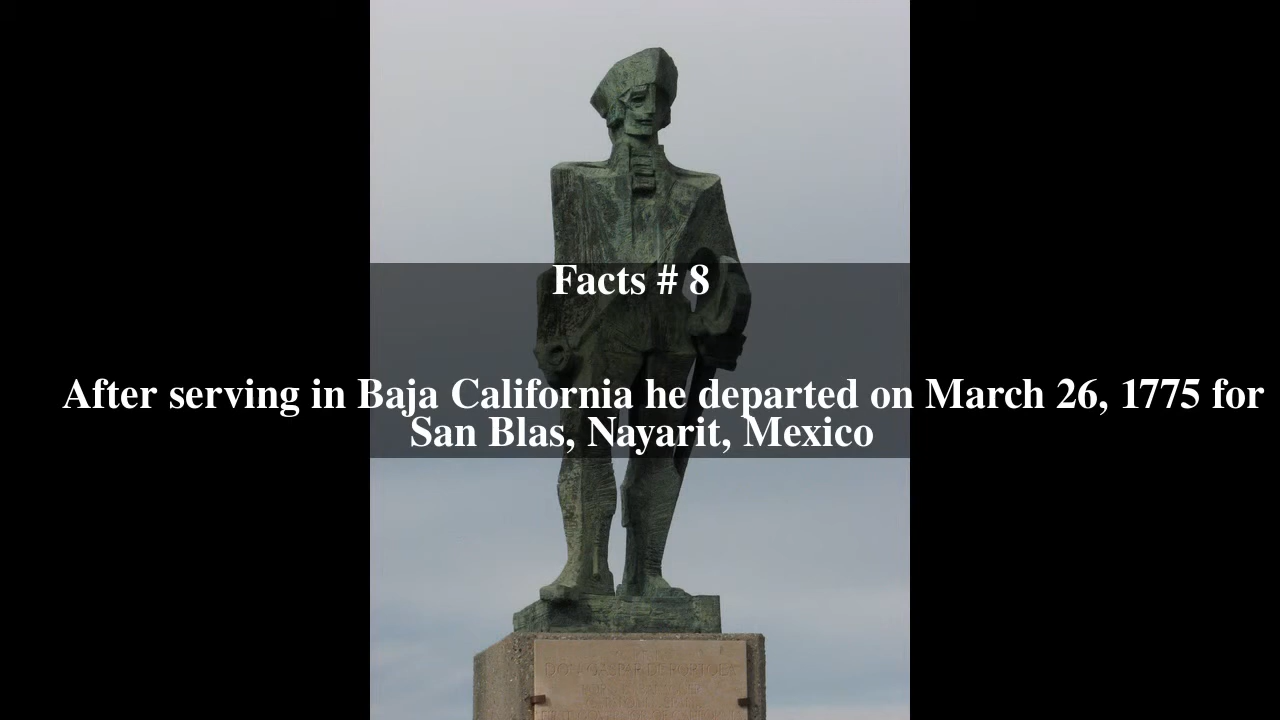 Facts # 8
After serving in Baja California he departed on March 26, 1775 for
San Blas, Nayarit, Mexico
DON GASPAR DE PORTOLA